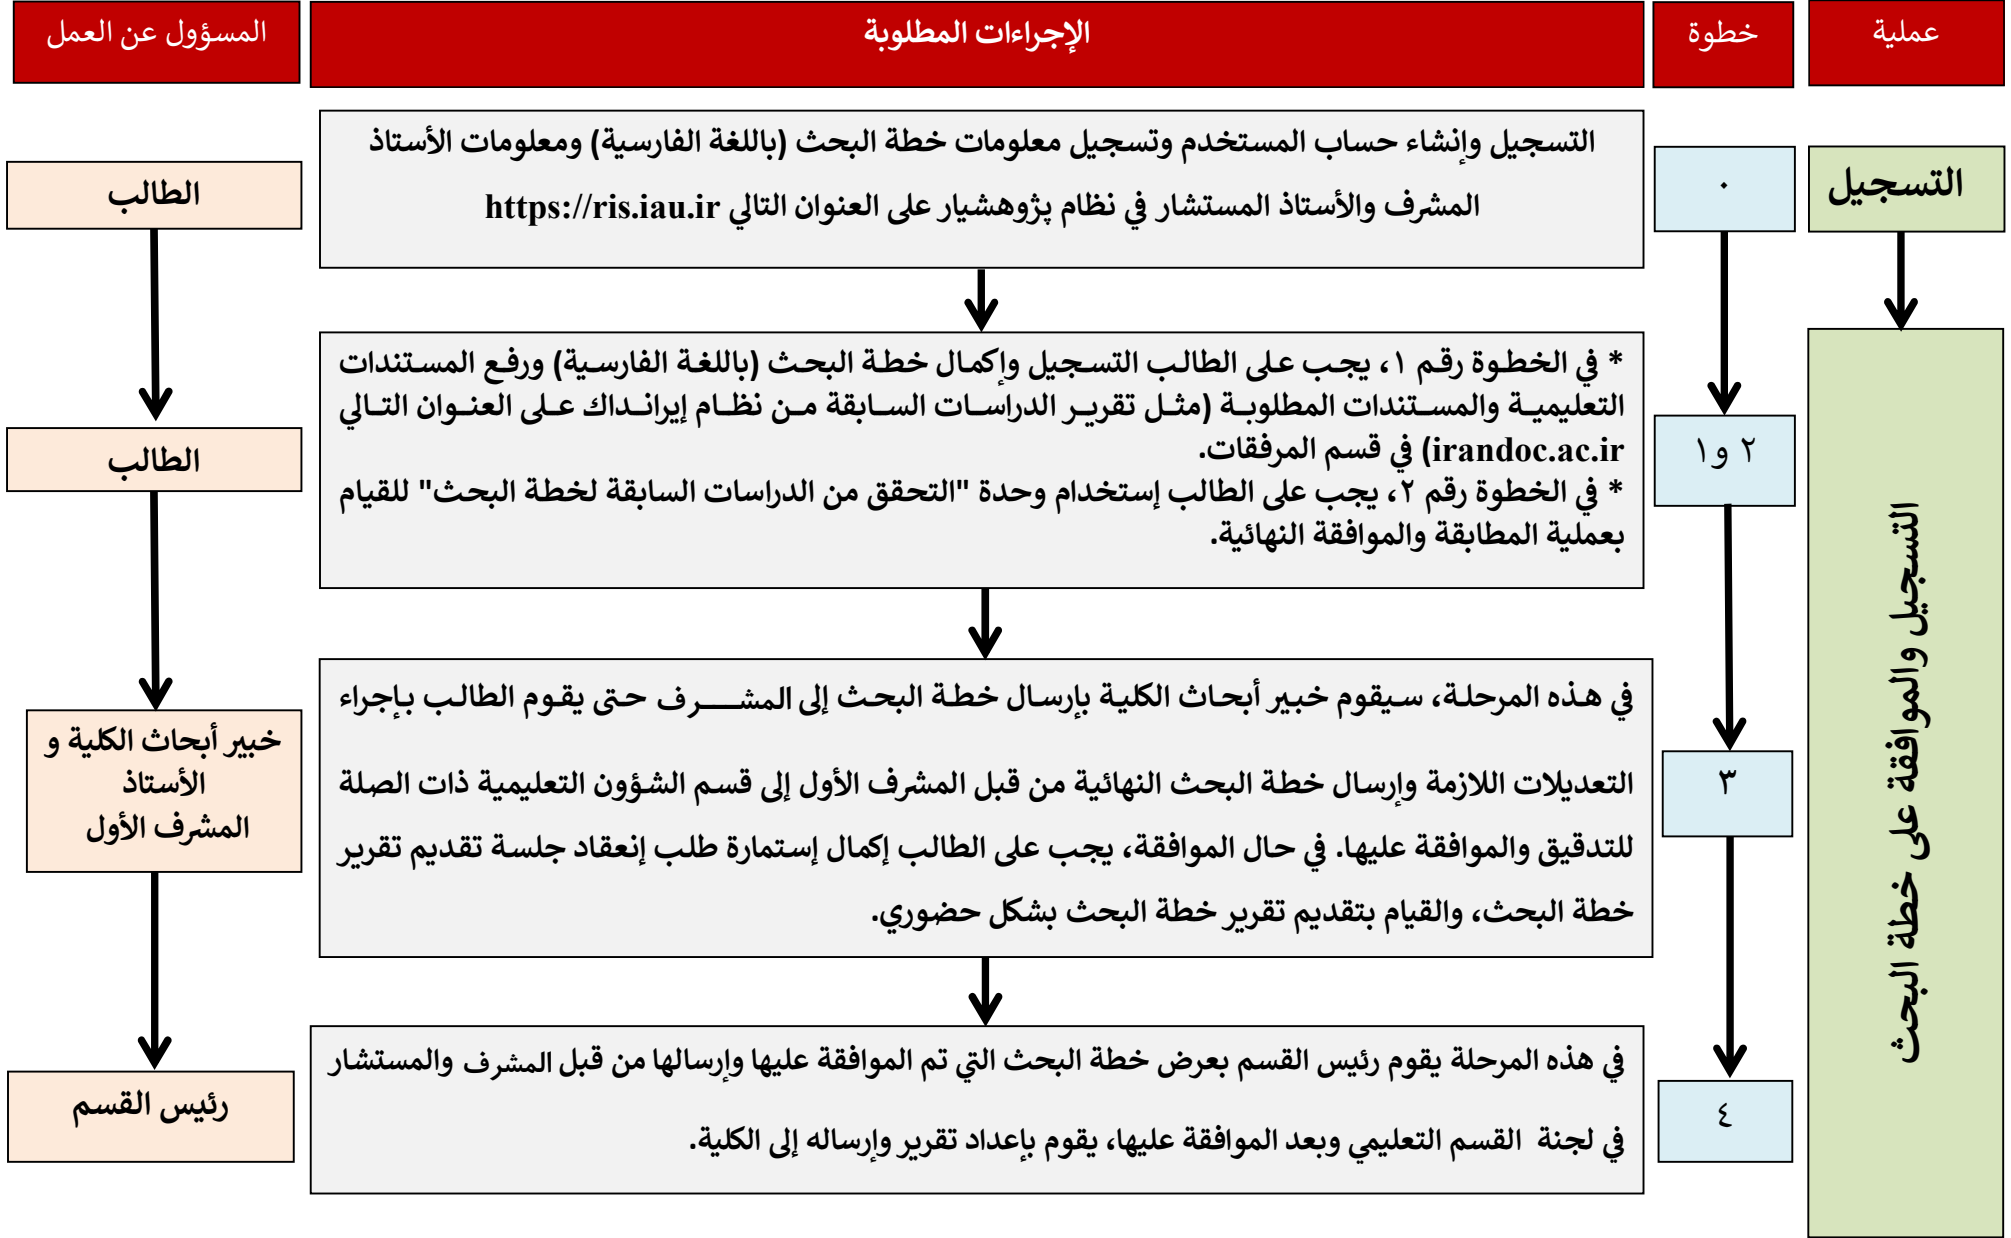 عملية
خطوة
الإجراءات المطلوبة
المسؤول عن العمل
التسجيل
٠
التسجيل وإنشاء حساب المستخدم وتسجيل معلومات خطة البحث (باللغة الفارسية) ومعلومات الأستاذ
المشرف والأستاذ المستشار في نظام پژوهشيار على العنوان التالي https://ris.iau.ir
الطالب
التسجيل والموافقة على خطة البحث
٢ و١
* في الخطوة رقم ١، يجب على الطالب التسجيل وإكمال خطة البحث (باللغة الفارسية) ورفع المستندات
التعليمية والمستندات المطلوبة (مثل تقرير الدراسات السابقة من نظام إيرانداك على العنوان التالي
irandoc.ac.ir) في قسم المرفقات.
* في الخطوة رقم ٢، يجب على الطالب إستخدام وحدة "التحقق من الدراسات السابقة لخطة البحث" للقيام
بعملية المطابقة والموافقة النهائية.
الطالب
٣
في هذه المرحلة، سيقوم خبير أبحاث الكلية بإرسال خطة البحث إلى المشرف حتى يقوم الطالب بإجراء
التعديلات اللازمة وإرسال خطة البحث النهائية من قبل المشرف الأول إلى قسم الشؤون التعليمية ذات الصلة
للتدقيق والموافقة عليها. في حال الموافقة، يجب على الطالب إكمال إستمارة طلب إنعقاد جلسة تقديم تقرير
خطة البحث، والقيام بتقديم تقرير خطة البحث بشكل حضوري.
خبير أبحاث الكلية و
الأستاذ
المشرف الأول
٤
في هذه المرحلة يقوم رئيس القسم بعرض خطة البحث التي تم الموافقة عليها وإرسالها من قبل المشرف والمستشار
في لجنة القسم التعليمي وبعد الموافقة عليها، يقوم بإعداد تقرير وإرساله إلى الكلية.
رئيس القسم